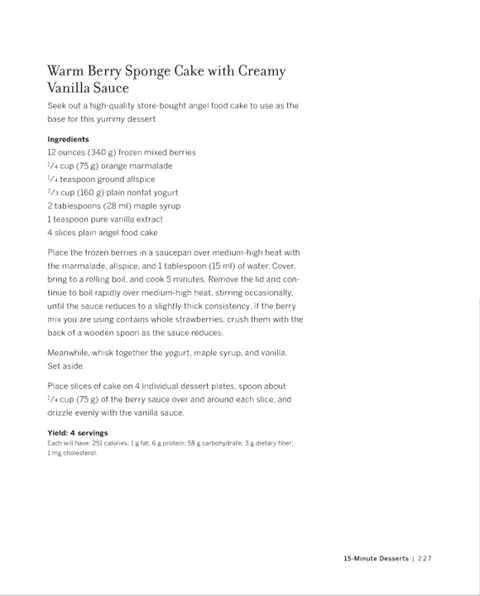 Warm Berry Sponge Cake with Creamy
Vanilla Sauce
Seek out a high-quality store-bought angel food cake to use as the
base for this yummy dessert.
Ingredients
12 ounces (340 g) frozen mixed berries
1/4 cup (75 g) orange marmalade
1/4 teaspoon ground allspice
2/3 cup (160 g) plain nonfat yogurt
2 tablespoons (28 ml) maple syrup
1 teaspoon pure vanilla extract
4 slices plain angel food cake
Place the frozen berries in a saucepan over medium-high heat with
the marmalade, allspice, and 1 tablespoon (15 ml) of water. Cover,
bring to a rolling boil, and cook 5 minutes. Remove the lid and con-
tinue to boil rapidly over medium-high heat, stirring occasionally,
until the sauce reduces to a slightly thick consistency. If the berry
mix you are using contains whole strawberries, crush them with the
back of a wooden spoon as the sauce reduces.
Meanwhile, whisk together the yogurt, maple syrup, and vanilla.
Set aside.
Place slices of cake on 4 individual dessert plates, spoon about
1/4 cup (75 g) of the berry sauce over and around each slice, and
drizzle evenly with the vanilla sauce.
Yield: 4 servings
Each will have: 251 calories; 1 g fat; 6 g protein; 58 g carbohydrate; 3 g dietary fiber;
1 mg cholesterol.
15-Minute Desserts | 227